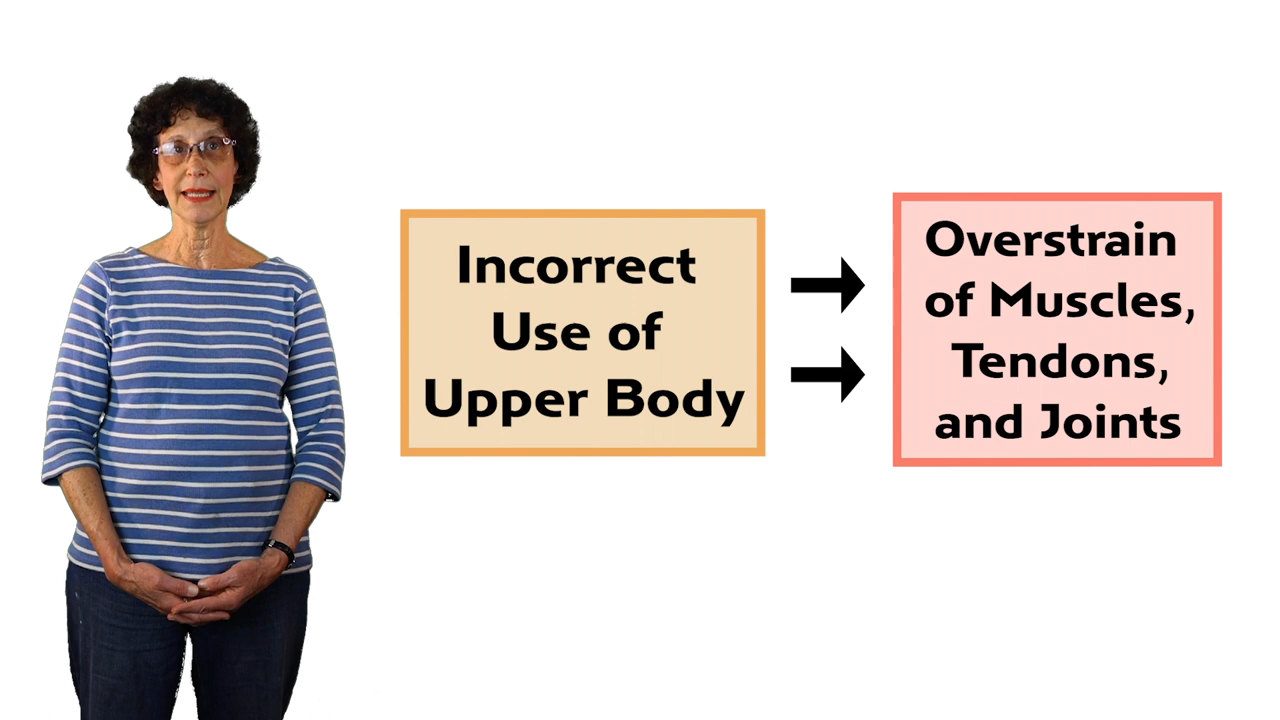 Incorrect
Use of
Upper Body
Overstrain
of Muscles,
Tendons,
and Joints